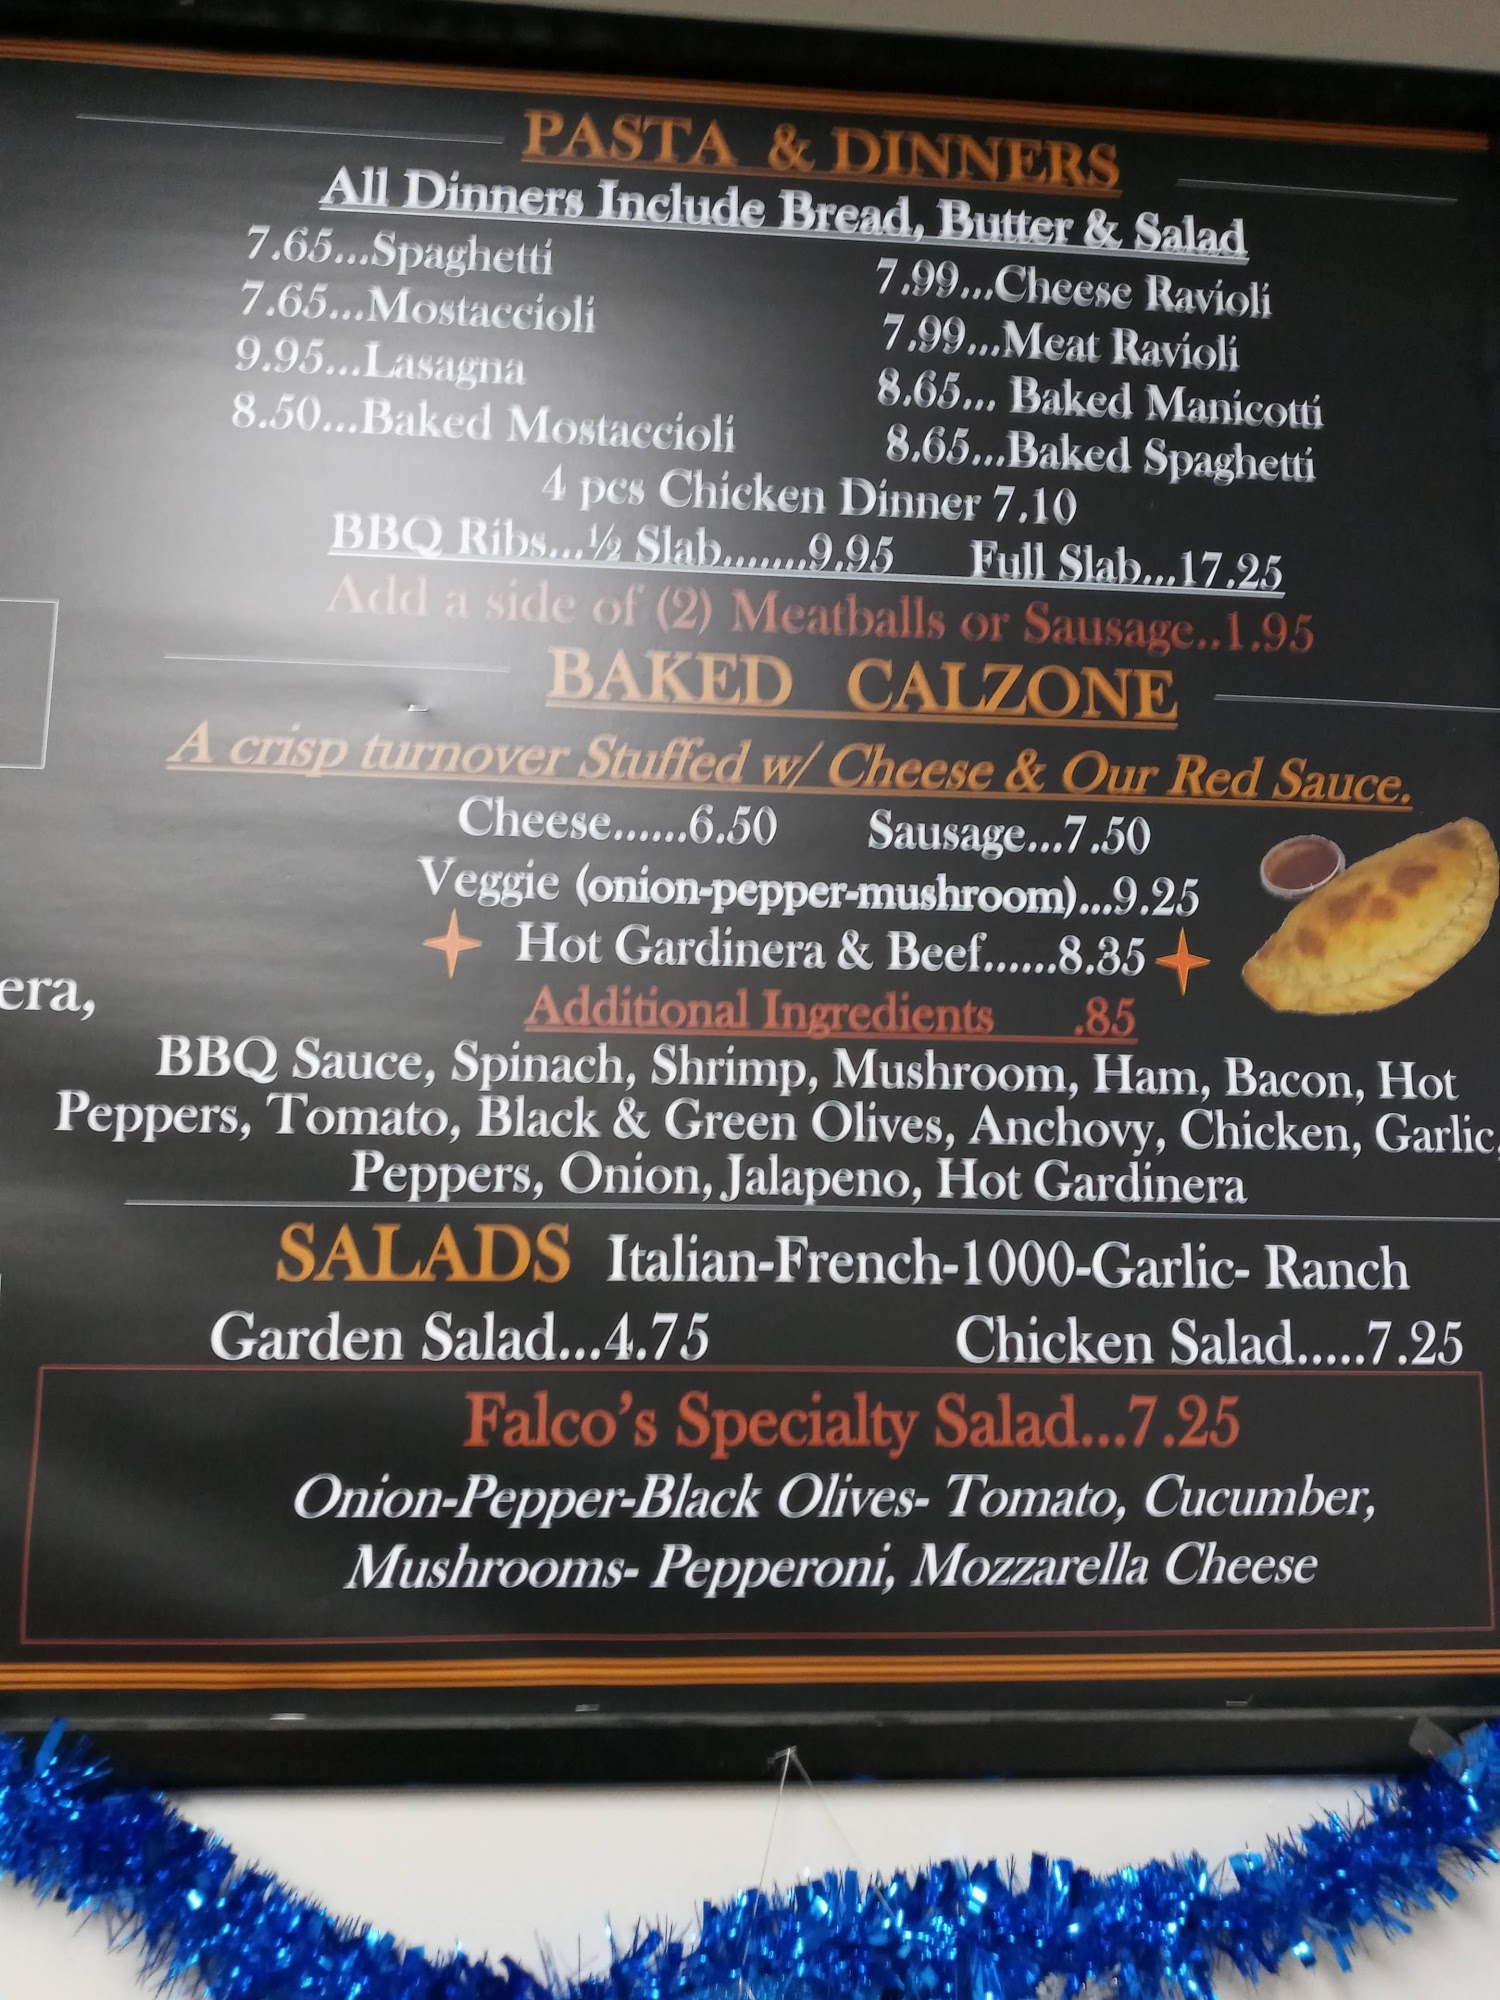 PASTA & DINNERS
All Dinners Include Bread, Butter & Salad
7.65...Spaghetti
7.99...Cheese Ravioli
7.65...Mostaccioli
7.99...Meat Ravioli
9.95...Lasagna
8.65... Baked Manicotti
8.50...Baked Mostaccioli
8.65...Baked Spaghetti
4 pcs Chicken Dinner 7.10
BBQ Ribs...½ Slab.......9.95 Full Slab...17.25
Add a side of (2) Meatballs or Sausage..1.95
BAKED CALZONE
A crisp turnover Stuffed w/ Cheese & Our Red Sauce.
Cheese......6.50 Sausage...7.50
Veggie (onion-pepper-mushroom)...9.25
Hot Gardinera & Beef......8.35
era,
Additional Ingredients .85
BBQ Sauce, Spinach, Shrimp, Mushroom, Ham, Bacon, Hot
Peppers, Tomato, Black & Green Olives, Anchovy, Chicken, Garlic,
Peppers, Onion, Jalapeno, Hot Gardinera
SALADS Italian-French-1000-Garlic- Ranch
Garden Salad...4.75 Chicken Salad.....7.25
Falco's Specialty Salad...7.25
Onion-Pepper-Black Olives- Tomato, Cucumber,
Mushrooms- Pepperoni, Mozzarella Cheese